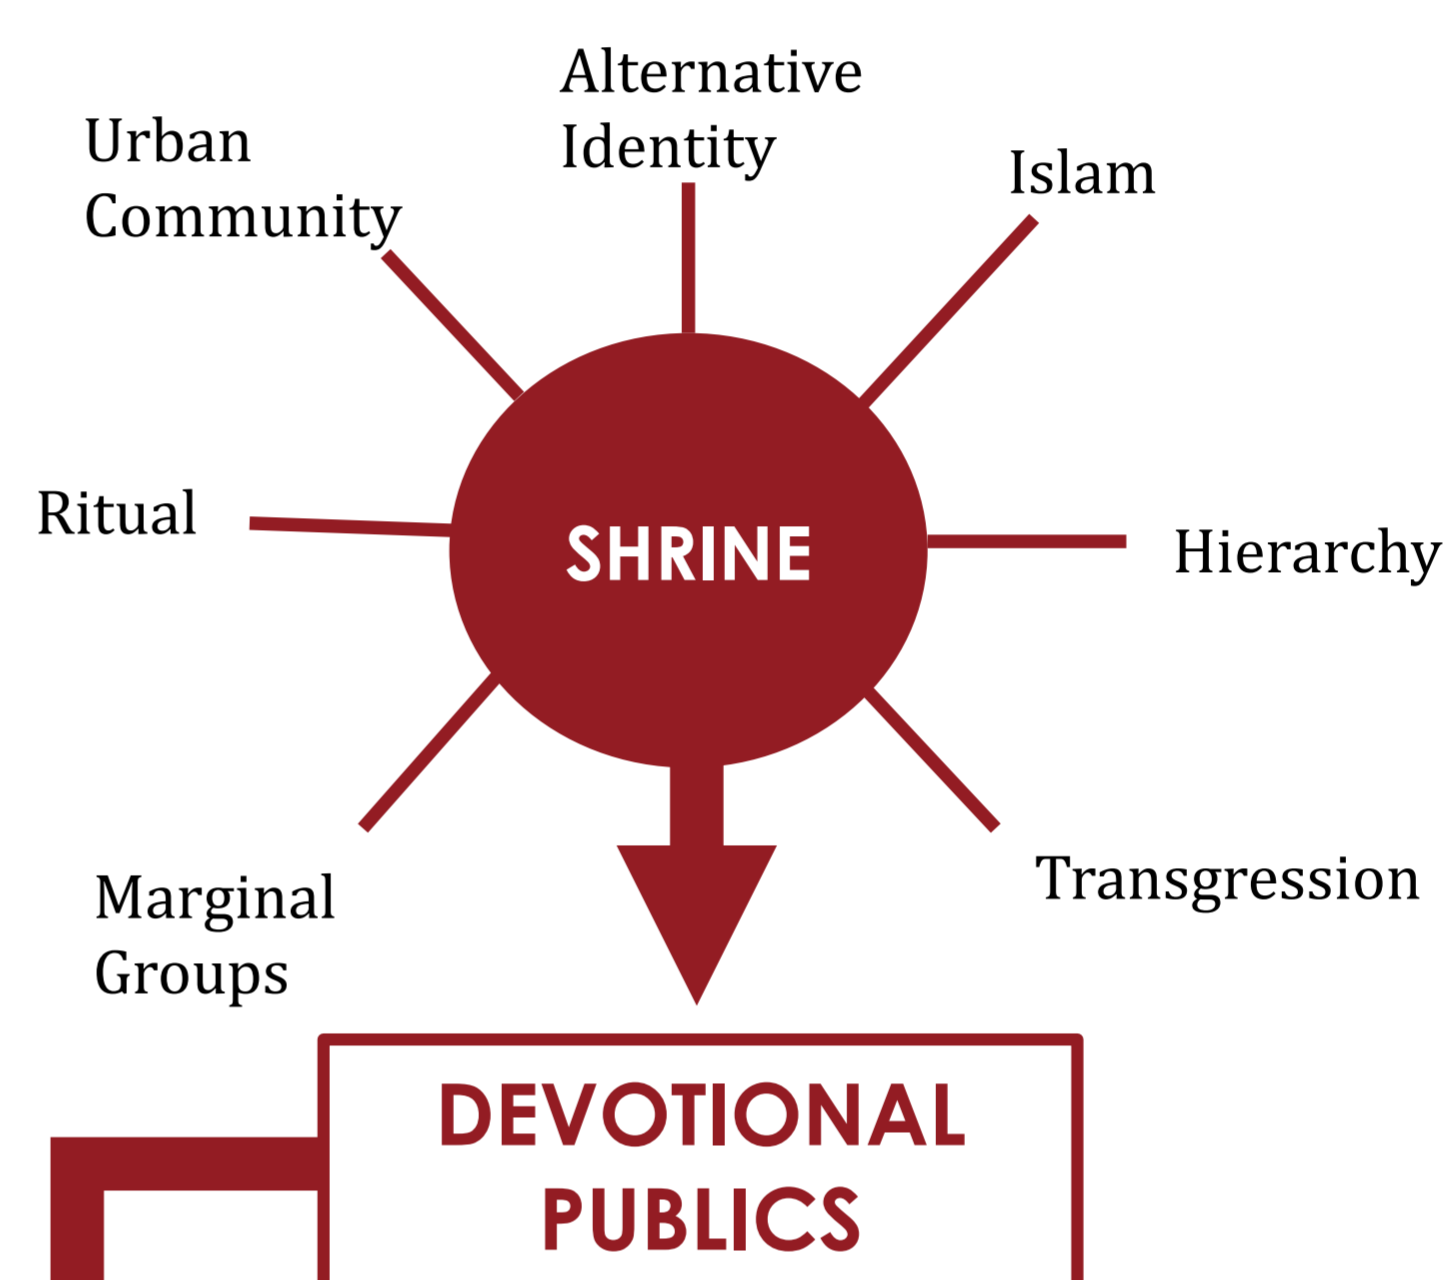 Alternative
Identity
Urban
Community
Islam
Ritual
SHRINE
Hierarchy
Marginal
Groups
Transgression
DEVOTIONAL
PUBLICS